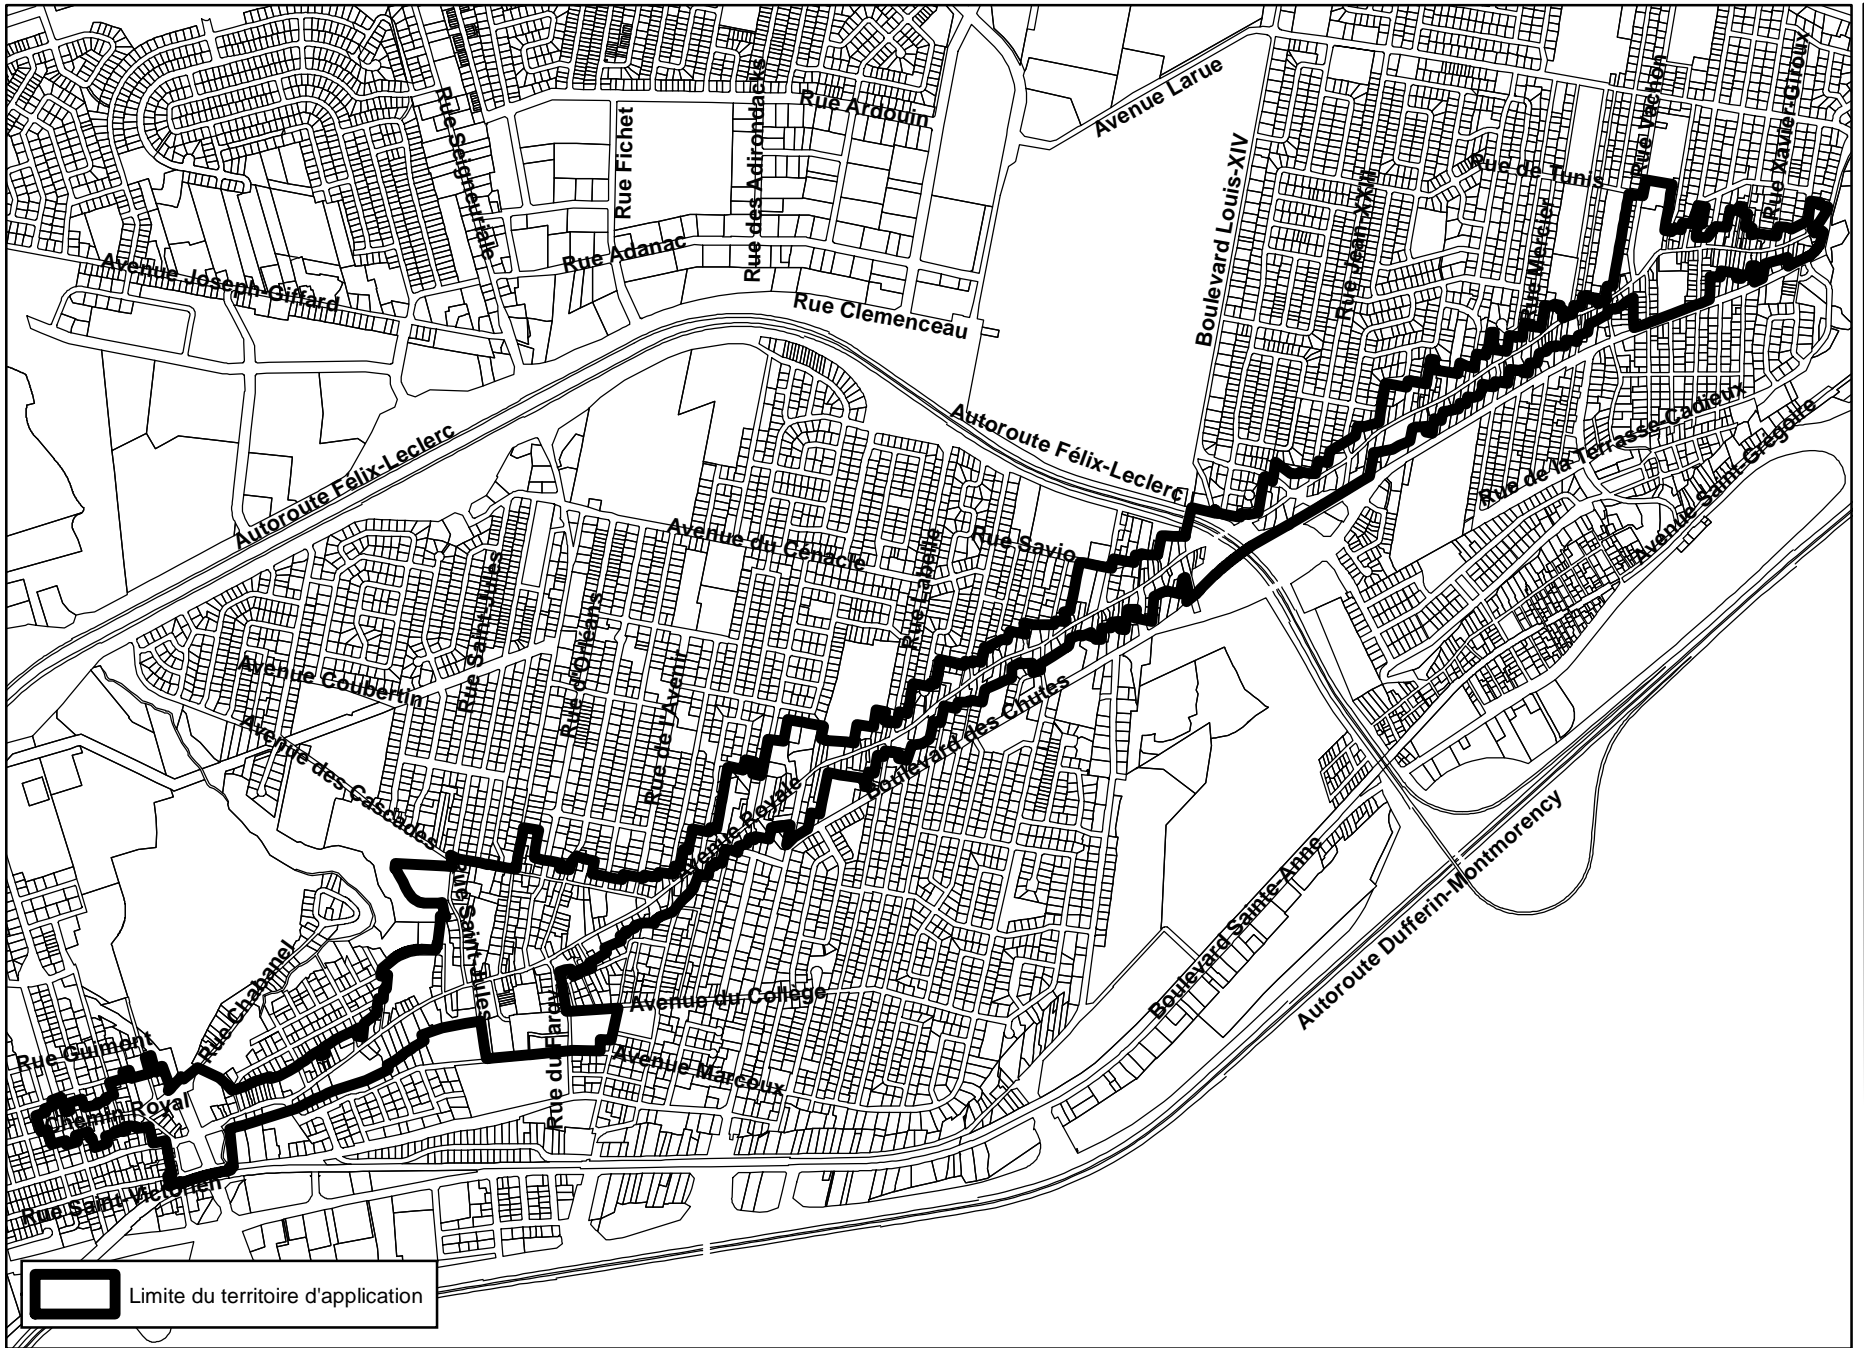 Rue Seigneuriale
Rue Fichet
Rue des Adirondacks
Rue Ardouin
Avenue Larue
Boulevard Louis-XIV
Rue Jean-XXIII
Rue de Tunis
Rue Mercier
Rue Vachon
Rue Xavier-Giroux
Avenue Joseph-Giffard
Rue Adanac
Rue Clemenceau
Autoroute Félix-Leclerc
Autoroute Félix-Leclerc
Rue de la Terrasse-Cadieux
Avenue Saint-Grégoire
Avenue du Cénacle
Rue Labelle
Rue Savio
Rue Saint-Jules
Rue d'Orléans
Rue de l'Avenir
Avenue Coubertin
Avenue des Cascades
Avenue Royale
Boulevard des Chutes
Rue Saint-Jules
Rue Chabanel
Rue du Fargy
Avenue du Collège
Avenue Marcoux
Boulevard Sainte-Anne
Autoroute Dufferin-Montmorency
Rue Guimont
Chemin Royal
Rue Saint-Victorien
Limite du territoire d'application